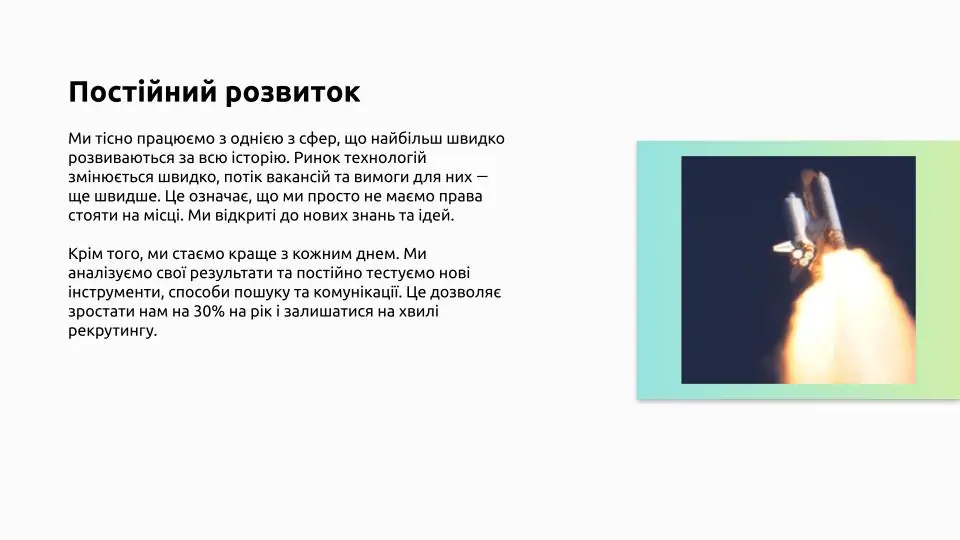 Постійний розвиток
Ми тісно працюємо з однією з сфер, що найбільш швидко
розвиваються за всю історію. Ринок технологій
змінюється швидко, потік вакансій та вимоги для них —
ще швидше. Це означає, що ми просто не маємо права
стояти на місці. Ми відкриті до нових знань та ідей.
Крім того, ми стаємо краще з кожним днем. Ми
аналізуємо свої результати та постійно тестуємо нові
інструменти, способи пошуку та комунікації. Це дозволяє
зростати нам на 30% на рік і залишатися на хвилі
рекрутингу.